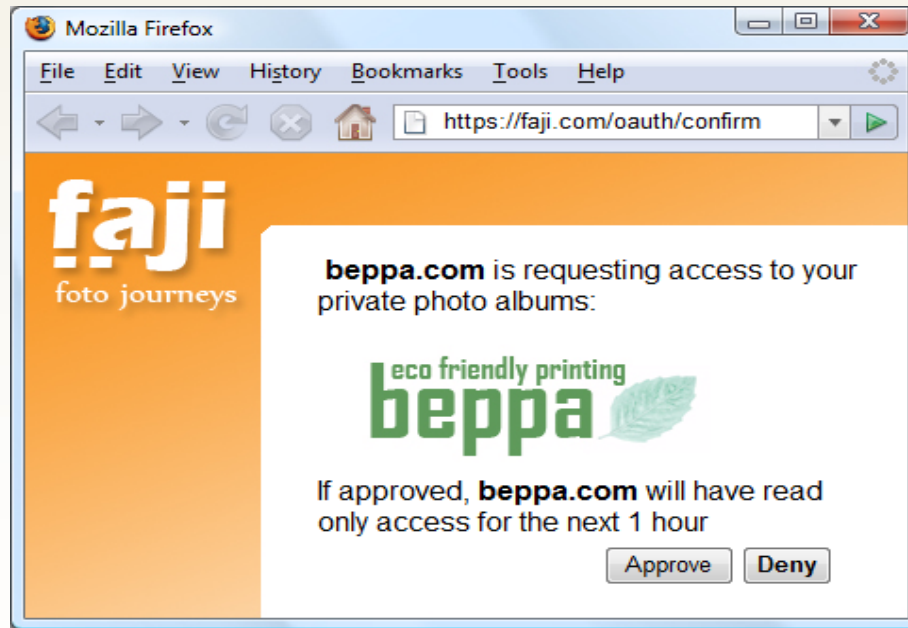 Mozilla Firefox
File Edit View History Bookmarks Tools Help
https://faji.com/oauth/confirm
faji
foto journeys
beppa.com is requesting access to your
private photo albums:
eco friendly printing
beppa
If approved, beppa.com will have read
only access for the next 1 hour
Approve Deny